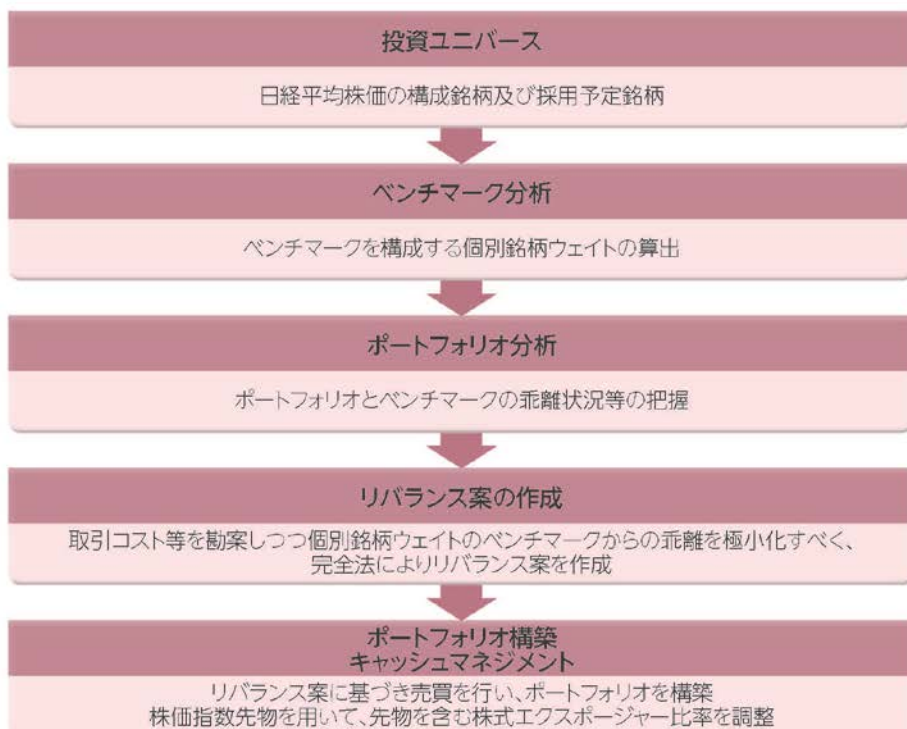 投資ユニバース
日経平均株価の構成銘柄及び採用予定銘柄
ベンチマーク分析
ベンチマークを構成する個別銘柄ウェイトの算出
ポートフォリオ分析
ポートフォリオとベンチマークの乖離状況等の把握
リバランス案の作成
取引コスト等を勘案しつつ個別銘柄ウェイトのベンチマークからの乖離を極小化すべく、
完全法によりリバランス案を作成
ポートフォリオ構築
キャッシュマネジメント
リバランス案に基づき売買を行い、ポートフォリオを構築
株価指数先物を用いて、先物を含む株式エクスポージャー比率を調整